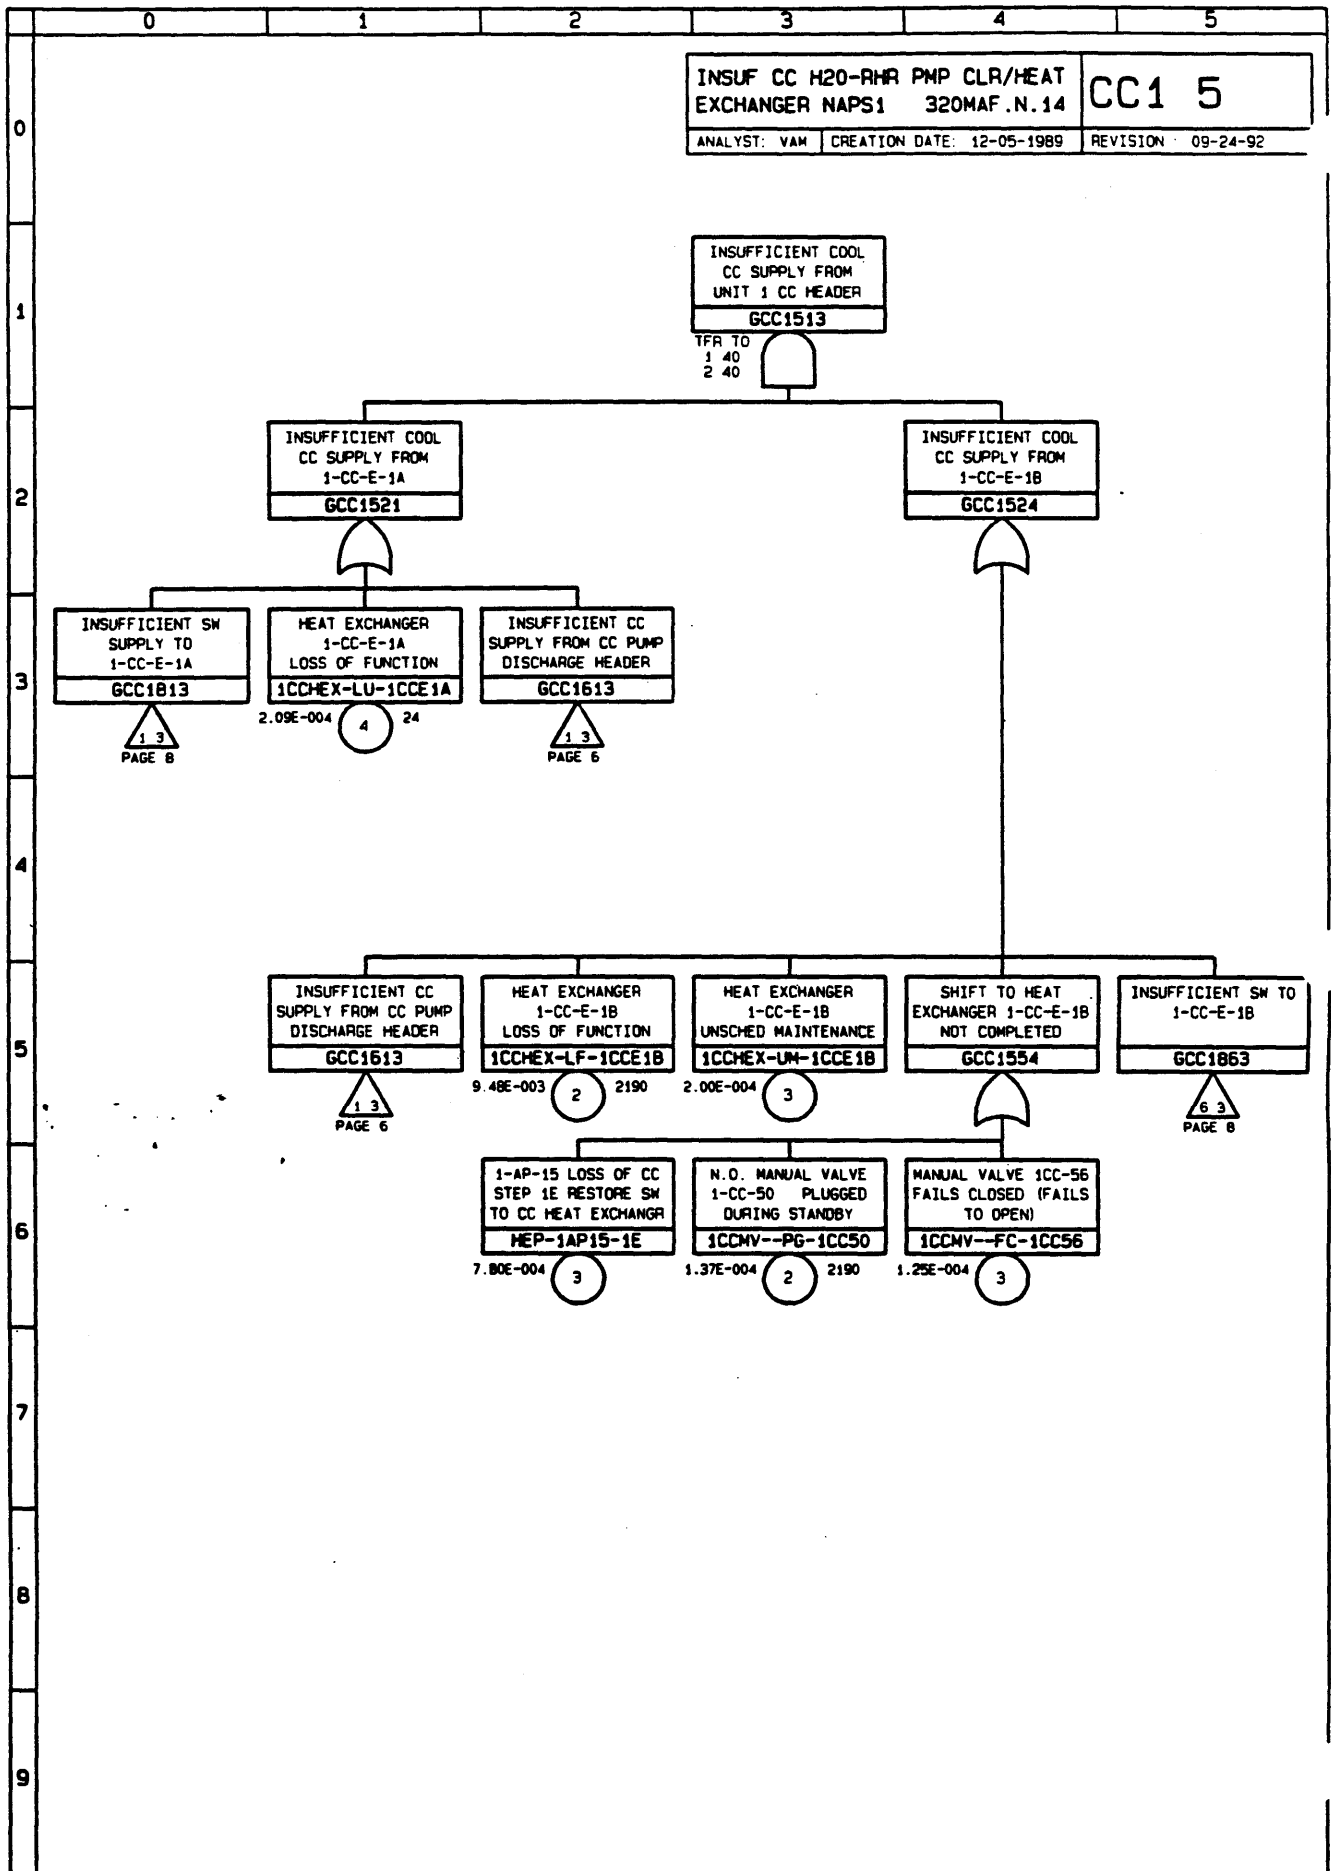 0 1 2 3 4 5
INSUF CC H20-RHR PMP CLR/HEAT
EXCHANGER NAPS1 320MAF.N.14
CC1 5
ANALYST: VAM CREATION DATE: 12-05-1989 REVISION 09-24-92
0
INSUFFICIENT COOL
CC SUPPLY FROM
UNIT 1 CC HEADER
GCC1513
1
TFR TO
1 40
2 40
INSUFFICIENT COOL
CC SUPPLY FROM
1-CC-E-1A
GCC1521
INSUFFICIENT COOL
CC SUPPLY FROM
1-CC-E-1B
GCC1524
2
INSUFFICIENT SW
SUPPLY TO
1-CC-E-1A
GCC1813
1 3
PAGE 8
HEAT EXCHANGER
1-CC-E-1A
LOSS OF FUNCTION
1CCHEX-LU-1CCE1A
2.09E-004 4 24
INSUFFICIENT CC
SUPPLY FROM CC PUMP
DISCHARGE HEADER
GCC1613
1 3
PAGE 6
3
4
INSUFFICIENT CC
SUPPLY FROM CC PUMP
DISCHARGE HEADER
GCC1613
1 3
PAGE 6
HEAT EXCHANGER
1-CC-E-1B
LOSS OF FUNCTION
1CCHEX-LF-1CCE1B
9.48E-003 2 2190
HEAT EXCHANGER
1-CC-E-1B
UNSCHED MAINTENANCE
1CCHEX-UM-1CCE1B
2.00E-004 3
SHIFT TO HEAT
EXCHANGER 1-CC-E-1B
NOT COMPLETED
GCC1554
INSUFFICIENT SW TO
1-CC-E-1B
GCC1863
6 3
PAGE 8
5
1-AP-15 LOSS OF CC
STEP 1E RESTORE SW
TO CC HEAT EXCHANGR
HEP-1AP15-1E
7.80E-004 3
N.O. MANUAL VALVE
1-CC-50 PLUGGED
DURING STANDBY
1CCMV--PG-1CC50
1.37E-004 2 2190
MANUAL VALVE 1CC-56
FAILS CLOSED (FAILS
TO OPEN)
1CCMV--FC-1CC56
1.25E-004 3
6
7
8
9